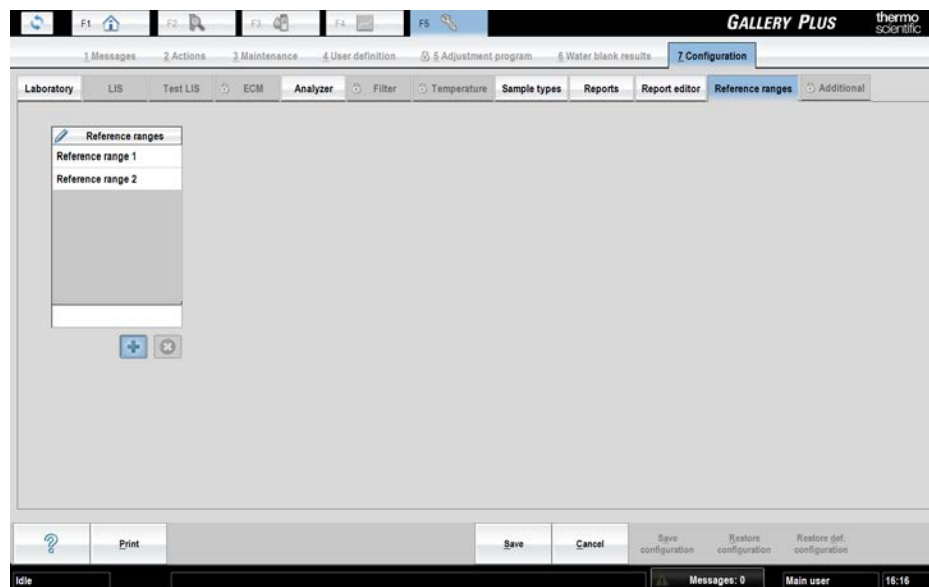 F1 F2 F3 F4 F5 GALLERY PLUS thermo scientific
1 Messages 2 Actions 3 Maintenance 4 User definition 5 Adjustment program 6 Water blank results 7 Configuration
Laboratory LIS Test LIS ECM Analyzer Filter Temperature Sample types Reports Report editor Reference ranges Additional
Reference ranges
Reference range 1
Reference range 2
? Print Save Cancel Save configuration Restore configuration Restore def. configuration
Idle Messages: 0 Main user 16:16